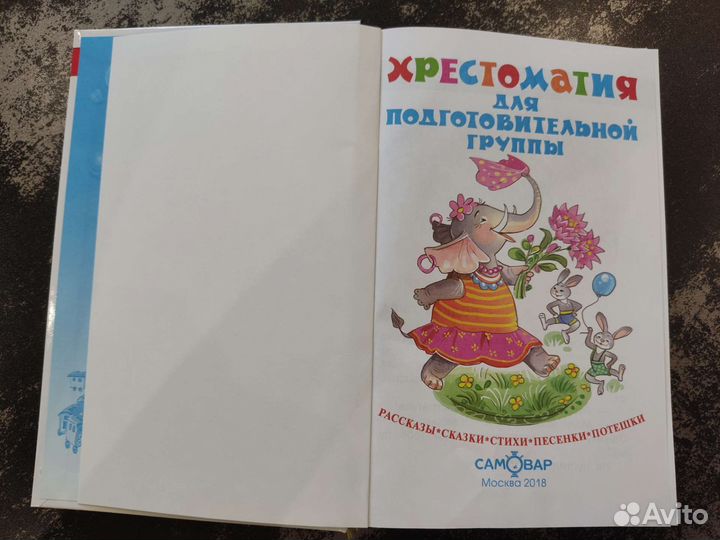 ХРЕСТОМАТИЯ
ДЛЯ
ПОДГОТОВИТЕЛЬНОЙ
ГРУППЫ
РАССКАЗЫ*СКАЗКИ*СТИХИ*ПЕСЕНКИ*ПОТЕШКИ
САМОВАР
Москва 2018
Avito